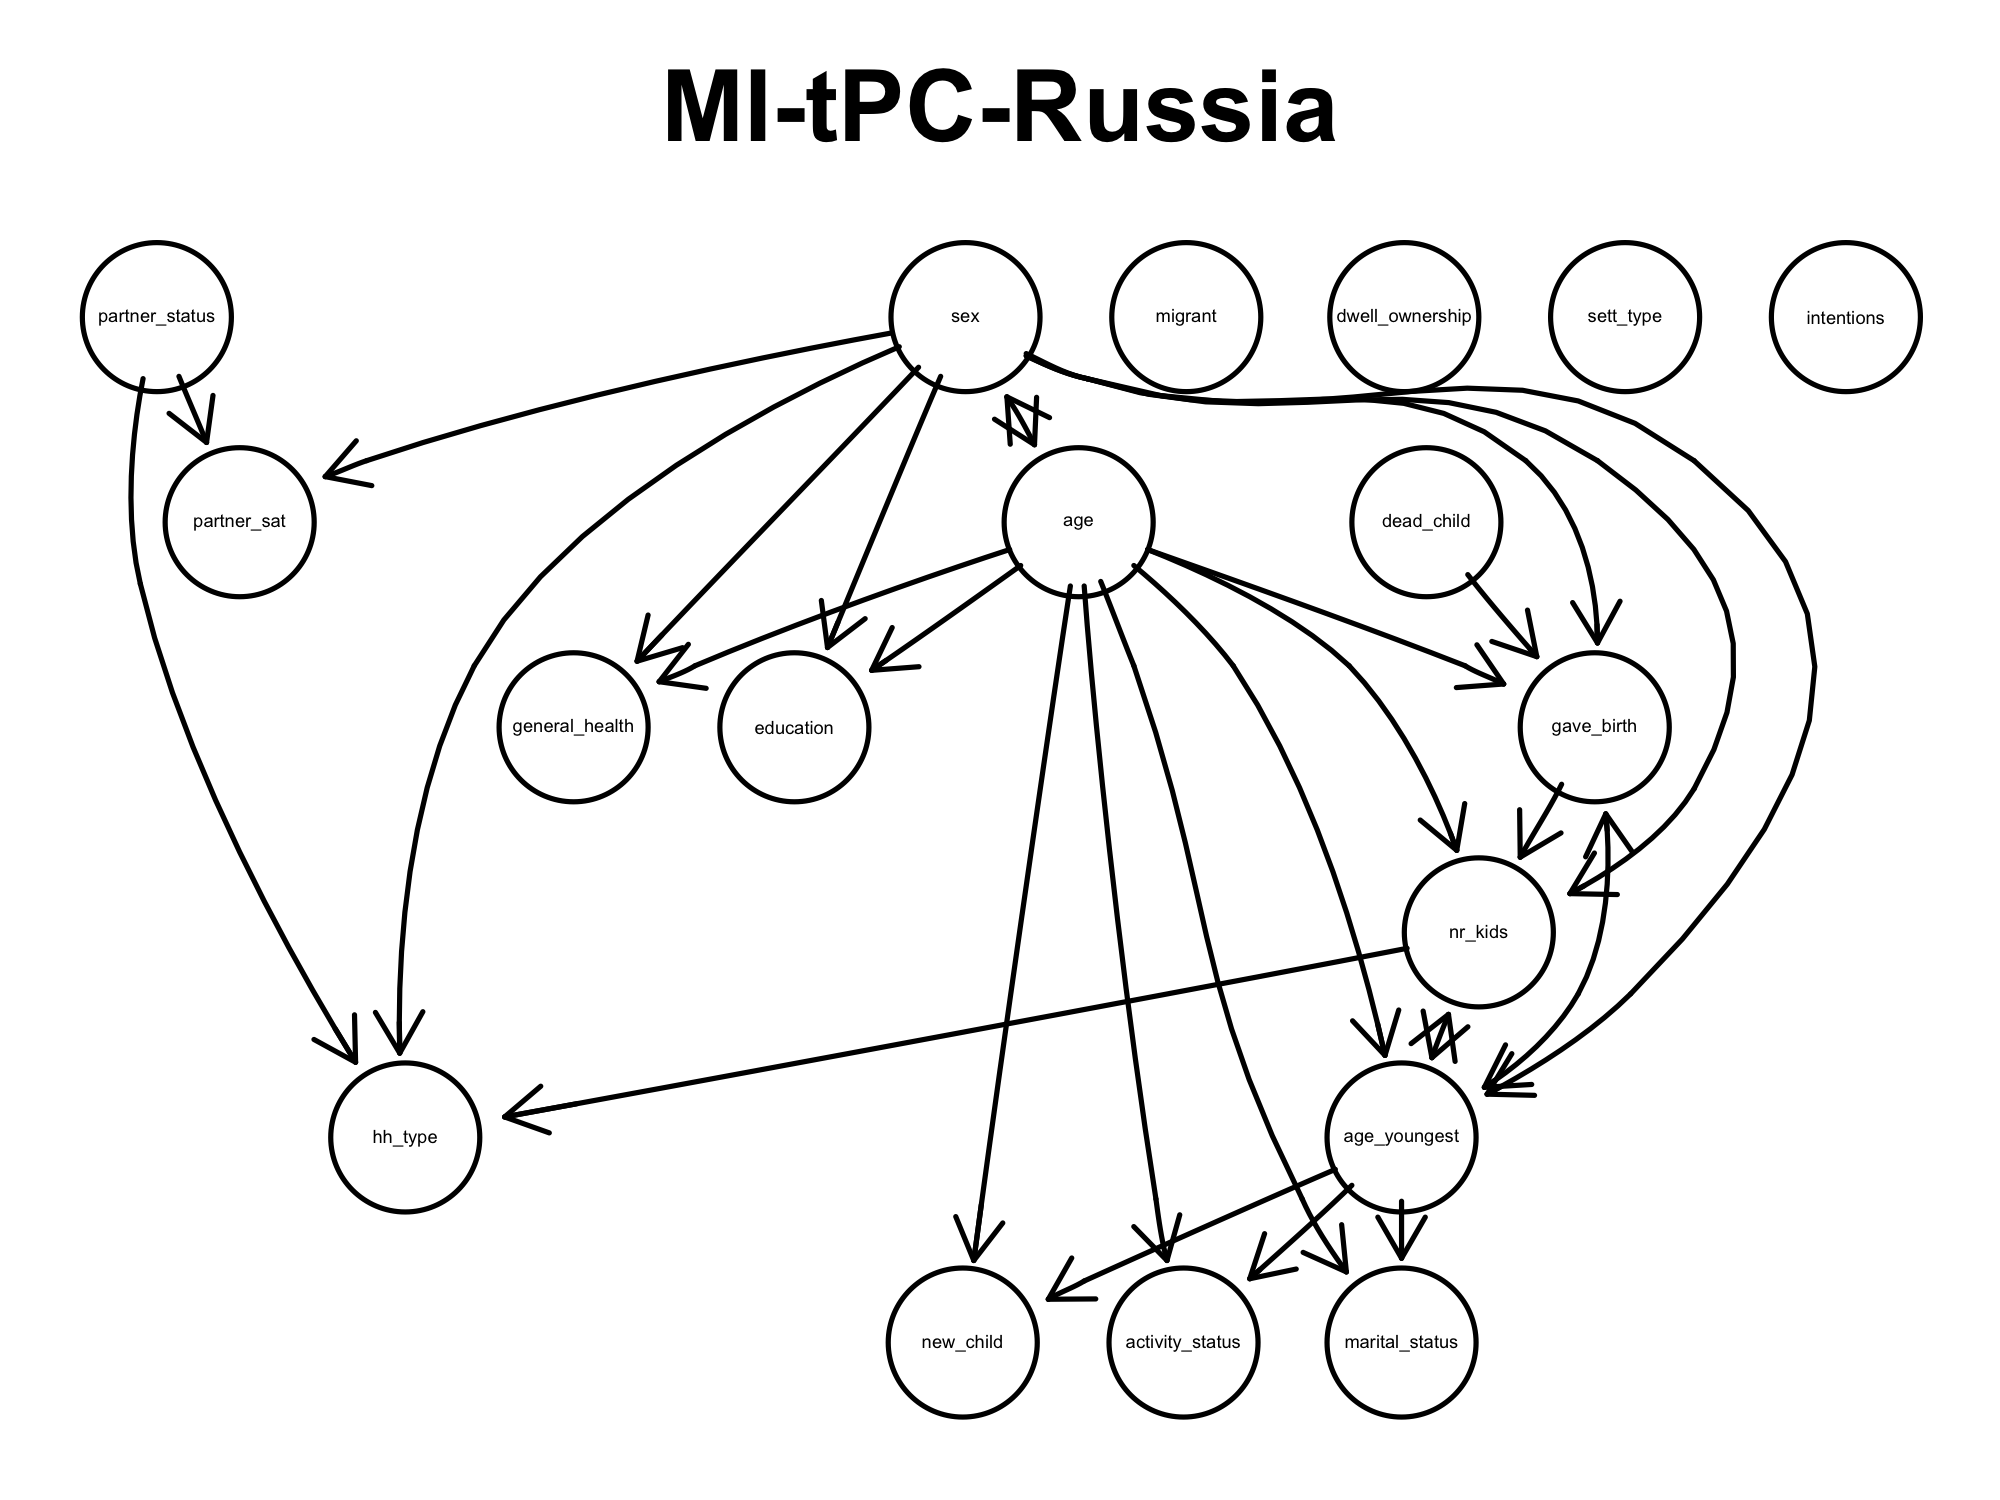 MI-tPC-Russia
partner_status
sex
migrant
dwell_ownership
sett_type
intentions
partner_sat
age
dead_child
general_health
education
gave_birth
nr_kids
hh_type
age_youngest
new_child
activity_status
marital_status